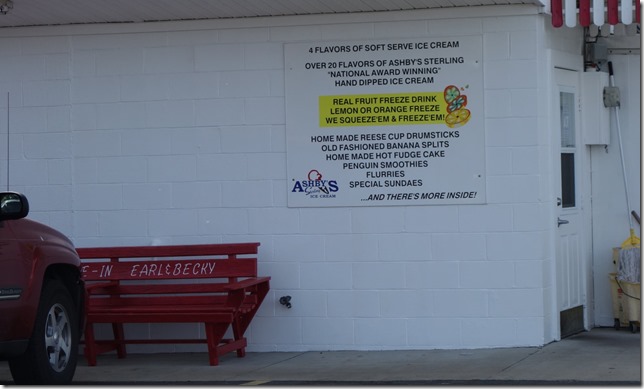 4 FLAVORS OF SOFT SERVE ICE CREAM
OVER 20 FLAVORS OF ASHBY'S STERLING
"NATIONAL AWARD WINNING"
HAND DIPPED ICE CREAM
REAL FRUIT FREEZE DRINK
LEMON OR ORANGE FREEZE
WE SQUEEZE'EM & FREEZE'EM!
HOME MADE REESE CUP DRUMSTICKS
OLD FASHIONED BANANA SPLITS
HOME MADE HOT FUDGE CAKE
PENGUIN SMOOTHIES
FLURRIES
SPECIAL SUNDAES
...AND THERE'S MORE INSIDE!
ASHBY'S
Sterling
ICE CREAM
E-IN EARL&BECKY